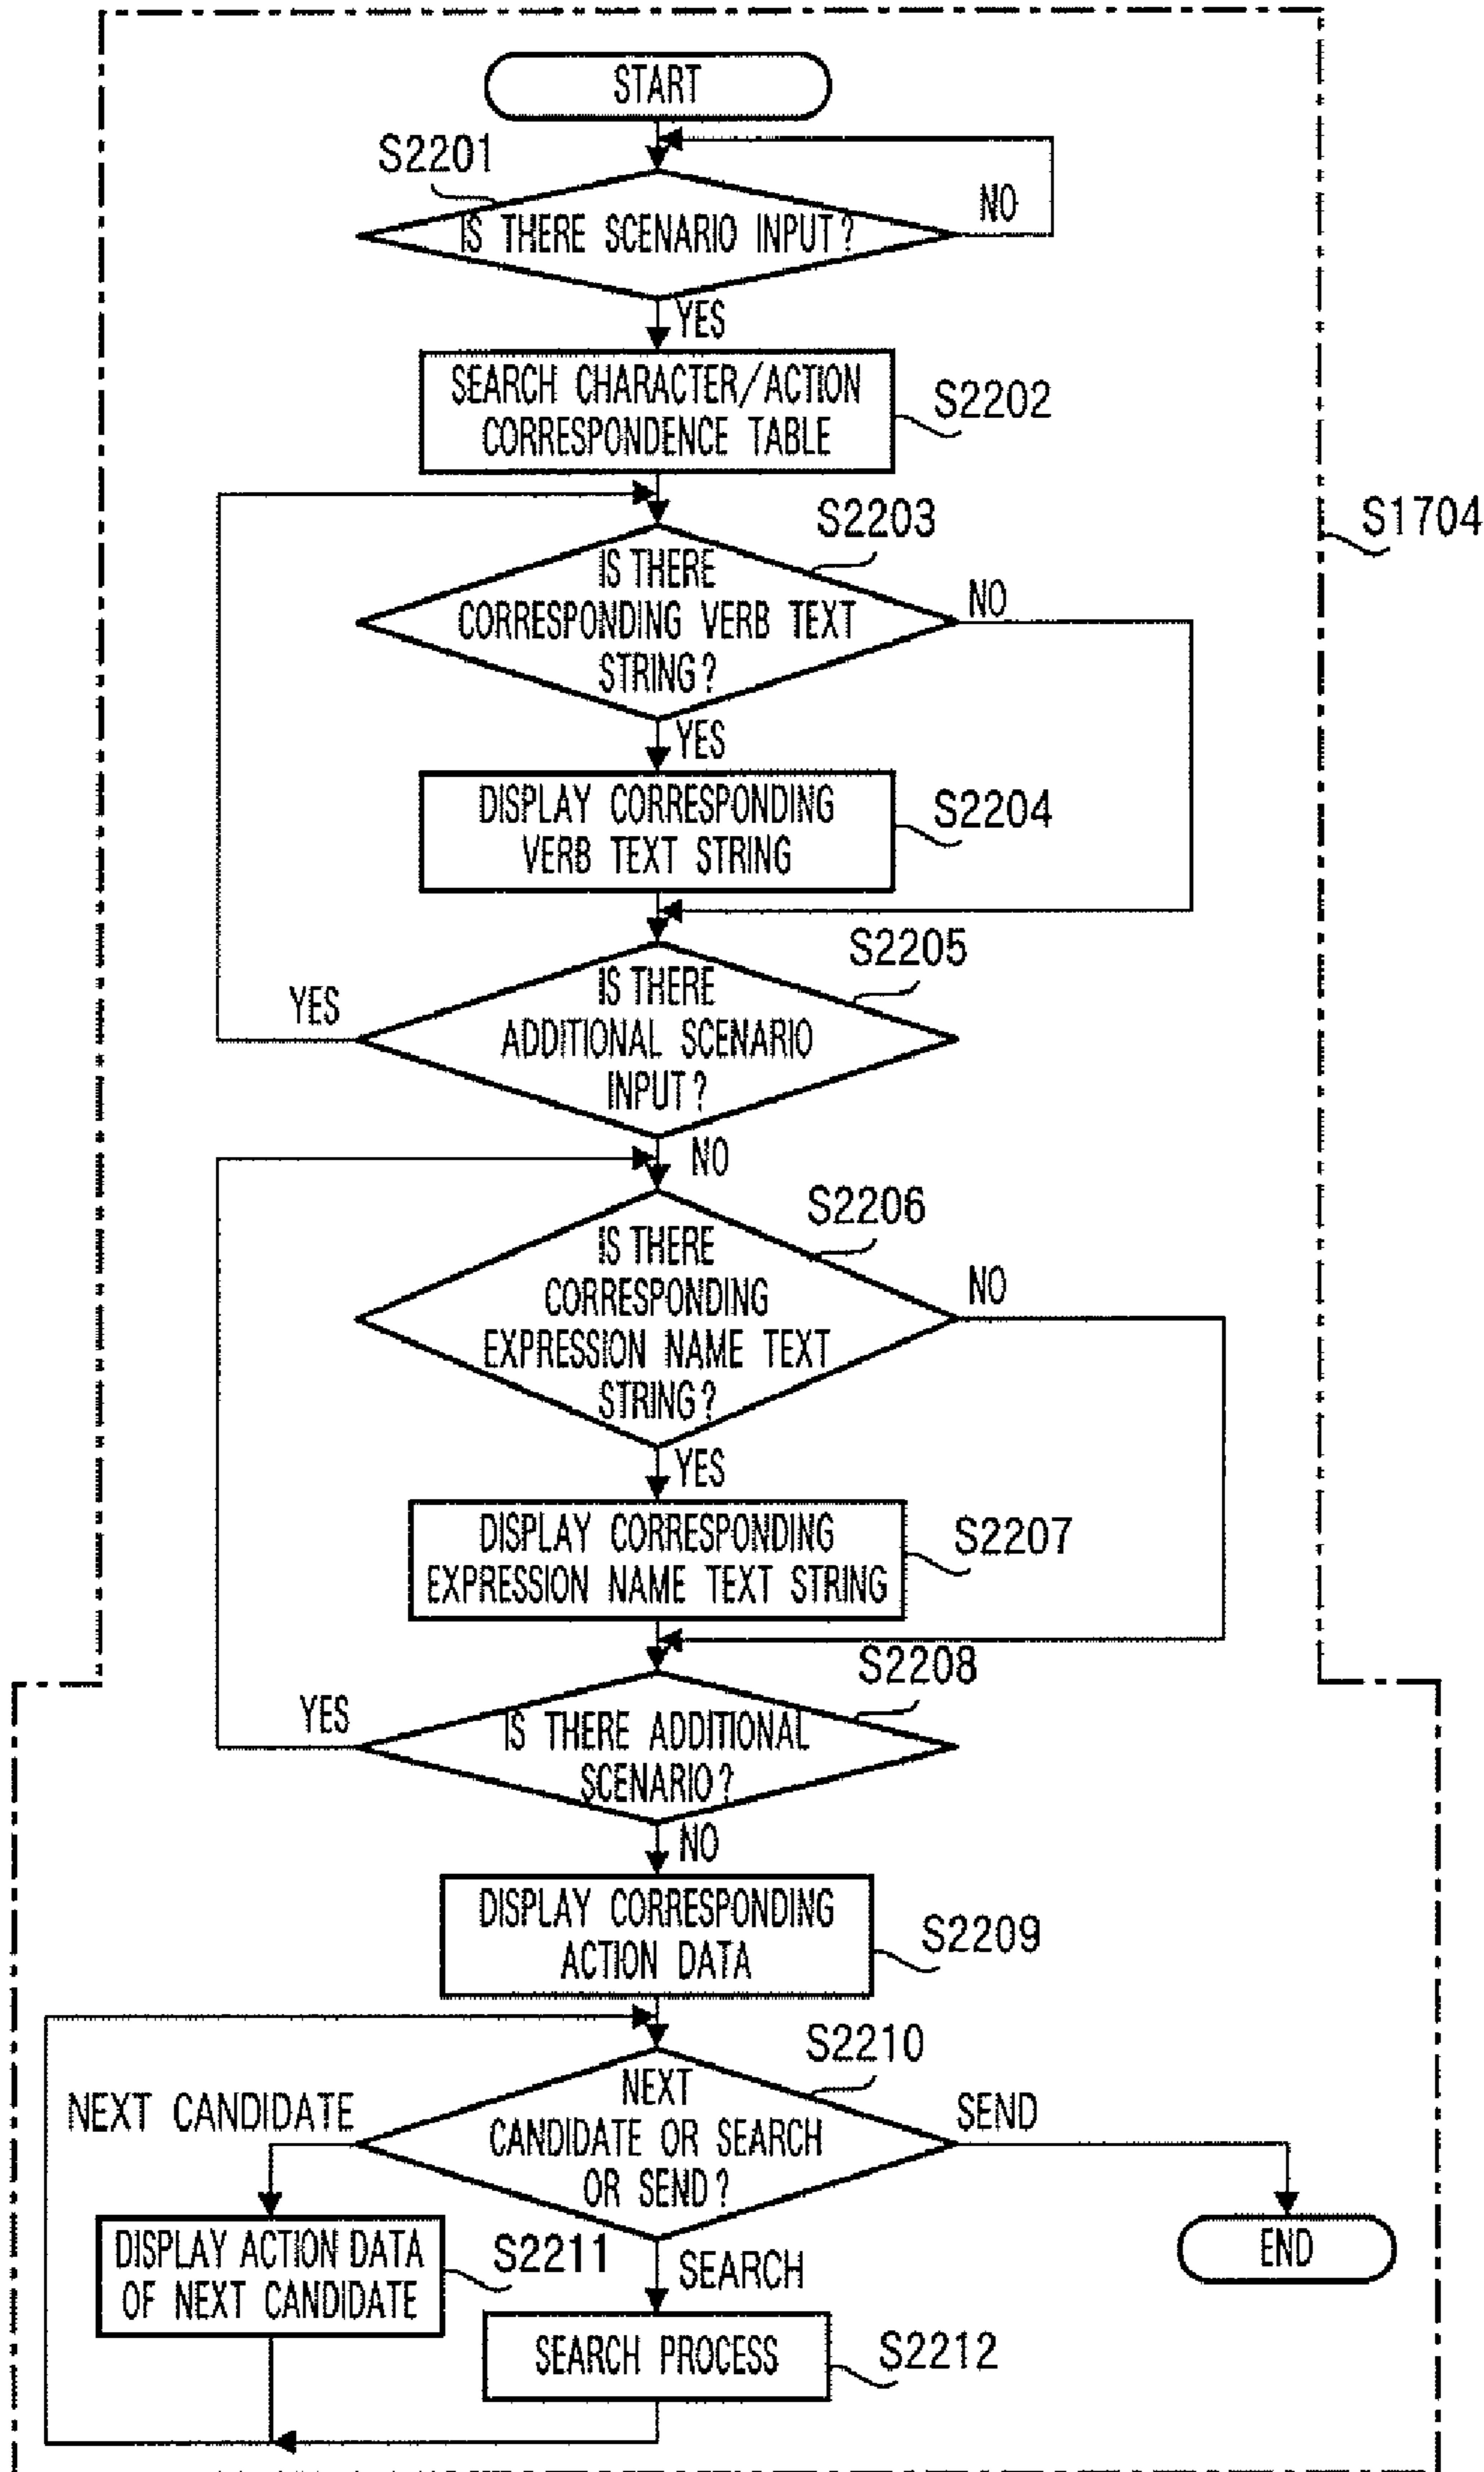 START
S2201
NO
IS THERE SCENARIO INPUT?
YES
SEARCH CHARACTER/ACTION
CORRESPONDENCE TABLE
S2202
S2203
S1704
IS THERE
CORRESPONDING VERB TEXT
STRING?
NO
YES
DISPLAY CORRESPONDING
VERB TEXT STRING
S2204
S2205
YES
IS THERE
ADDITIONAL SCENARIO
INPUT?
NO
S2206
IS THERE
CORRESPONDING
EXPRESSION NAME TEXT
STRING?
NO
YES
DISPLAY CORRESPONDING
EXPRESSION NAME TEXT STRING
S2207
S2208
YES
IS THERE ADDITIONAL
SCENARIO?
NO
DISPLAY CORRESPONDING
ACTION DATA
S2209
S2210
NEXT CANDIDATE
NEXT
CANDIDATE OR SEARCH
OR SEND?
SEND
DISPLAY ACTION DATA
OF NEXT CANDIDATE
S2211
SEARCH
END
SEARCH PROCESS
S2212